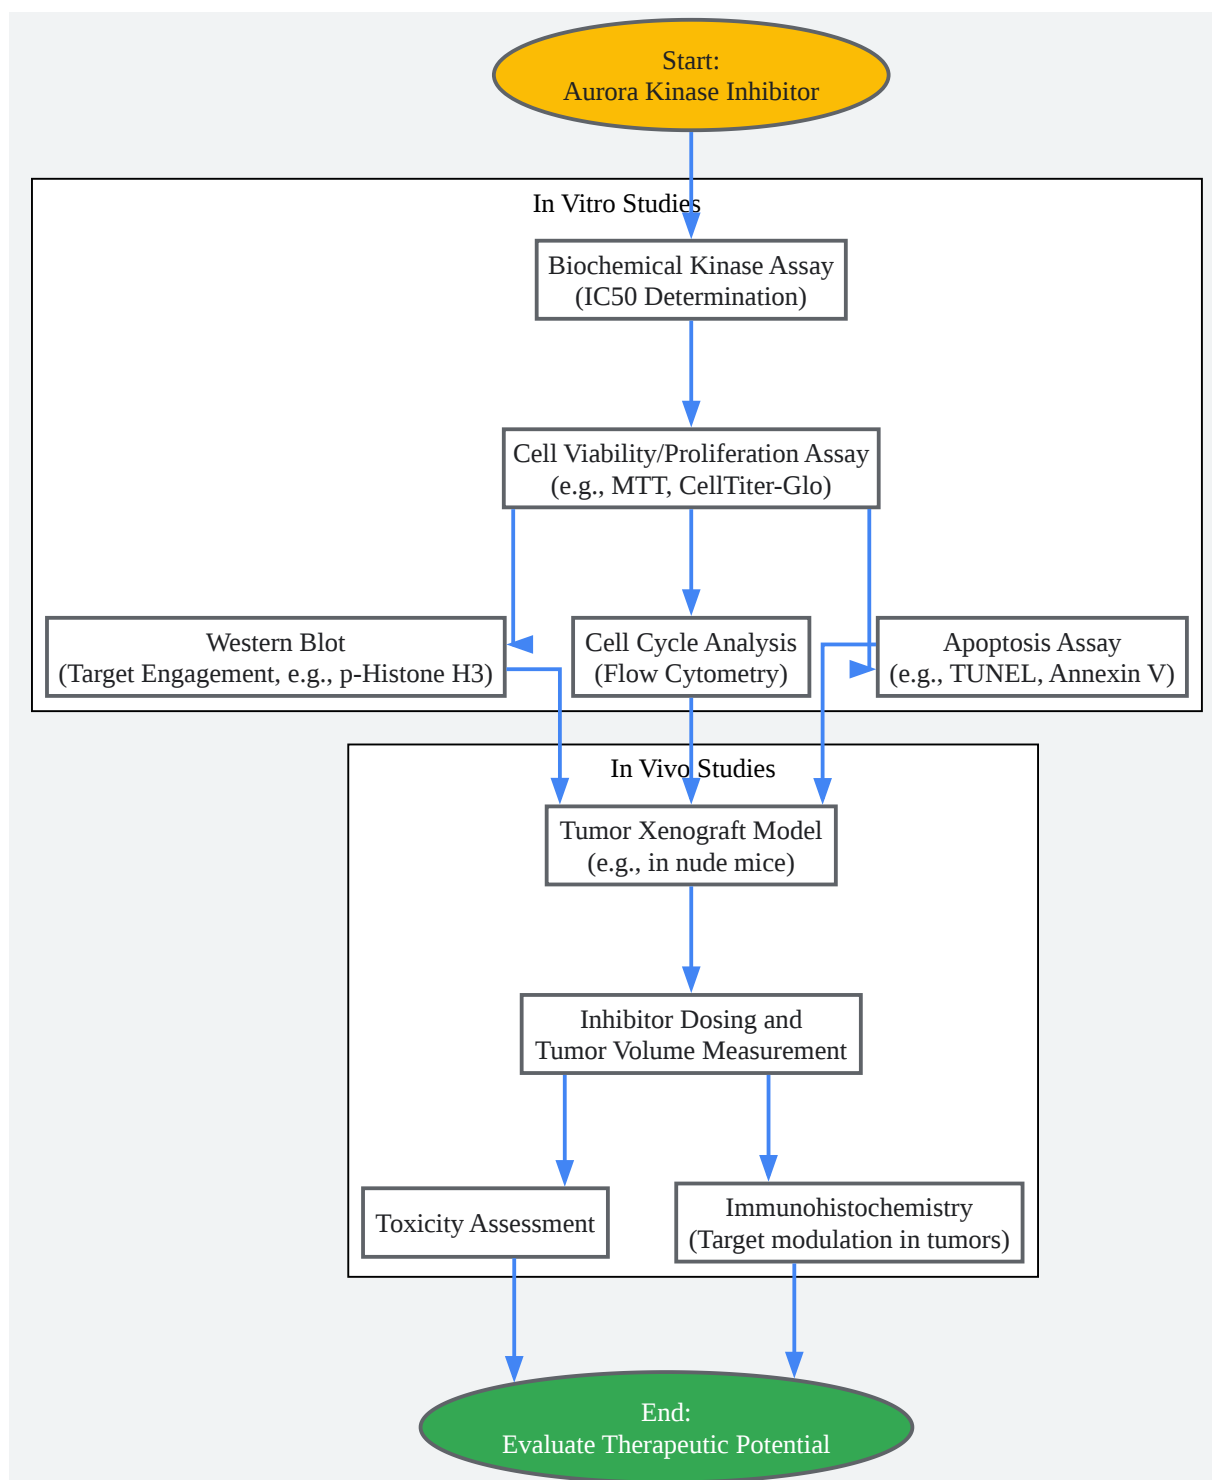 Start:
Aurora Kinase Inhibitor
In Vitro Studies
Biochemical Kinase Assay
(IC50 Determination)
Cell Viability/Proliferation Assay
(e.g., MTT, CellTiter-Glo)
Western Blot
(Target Engagement, e.g., p-Histone H3)
Cell Cycle Analysis
(Flow Cytometry)
Apoptosis Assay
(e.g., TUNEL, Annexin V)
In Vivo Studies
Tumor Xenograft Model
(e.g., in nude mice)
Inhibitor Dosing and
Tumor Volume Measurement
Toxicity Assessment
Immunohistochemistry
(Target modulation in tumors)
End:
Evaluate Therapeutic Potential